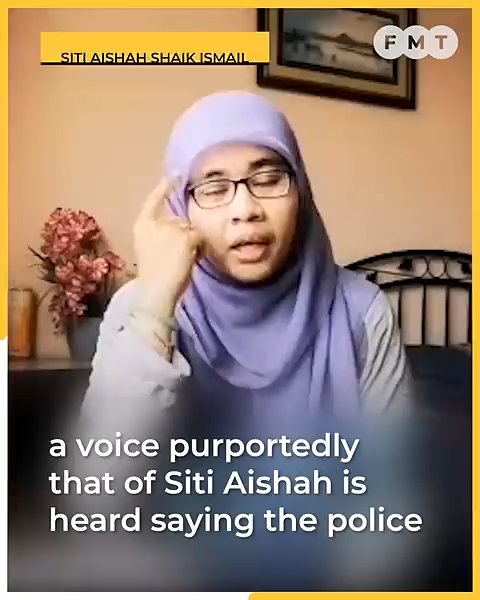 SITI AISHAH SHAIK ISMAIL
FMT
a voice purportedly
that of Siti Aishah is
heard saying the police